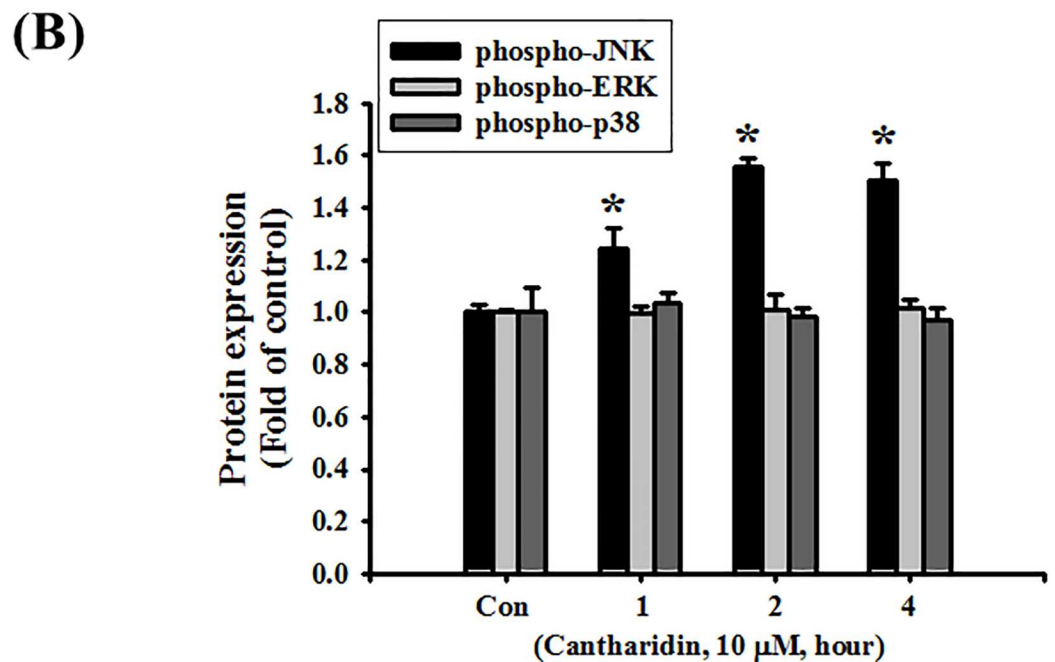 (B)
phospho-JNK
phospho-ERK
phospho-p38
Protein expression
(Fold of control)
1.8
1.6
1.4
1.2
1.0
0.8
0.6
0.4
0.2
0.0
* * *
Con 1 2 4
(Cantharidin, 10 μM, hour)